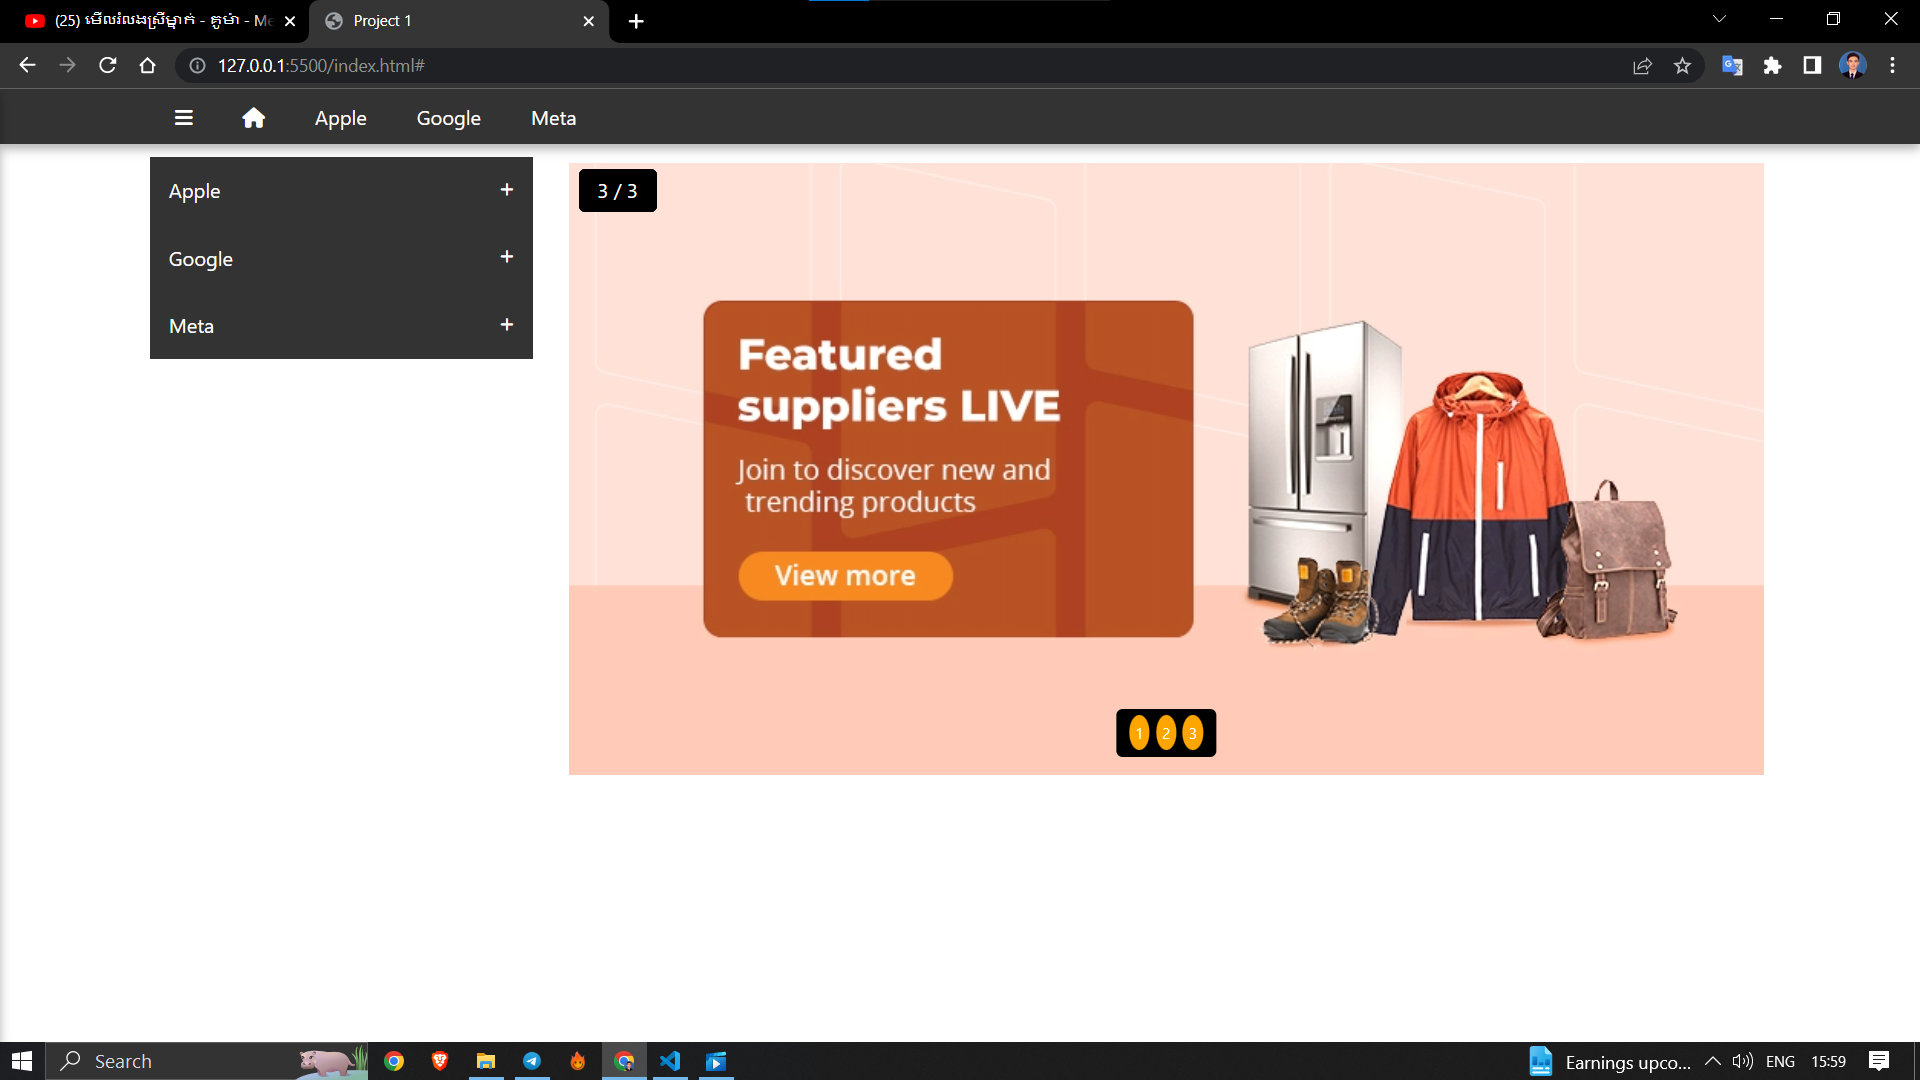 (25) មើលរំលងស្រីម្នាក់ - គូម៉ា - Me
Project 1
127.0.0.1:5500/index.html#
Apple
Google
Meta
Apple +
Google +
Meta +
3 / 3
Featured
suppliers LIVE
Join to discover new and
trending products
View more
1 2 3
Search
Earnings upco...
ENG
15:59